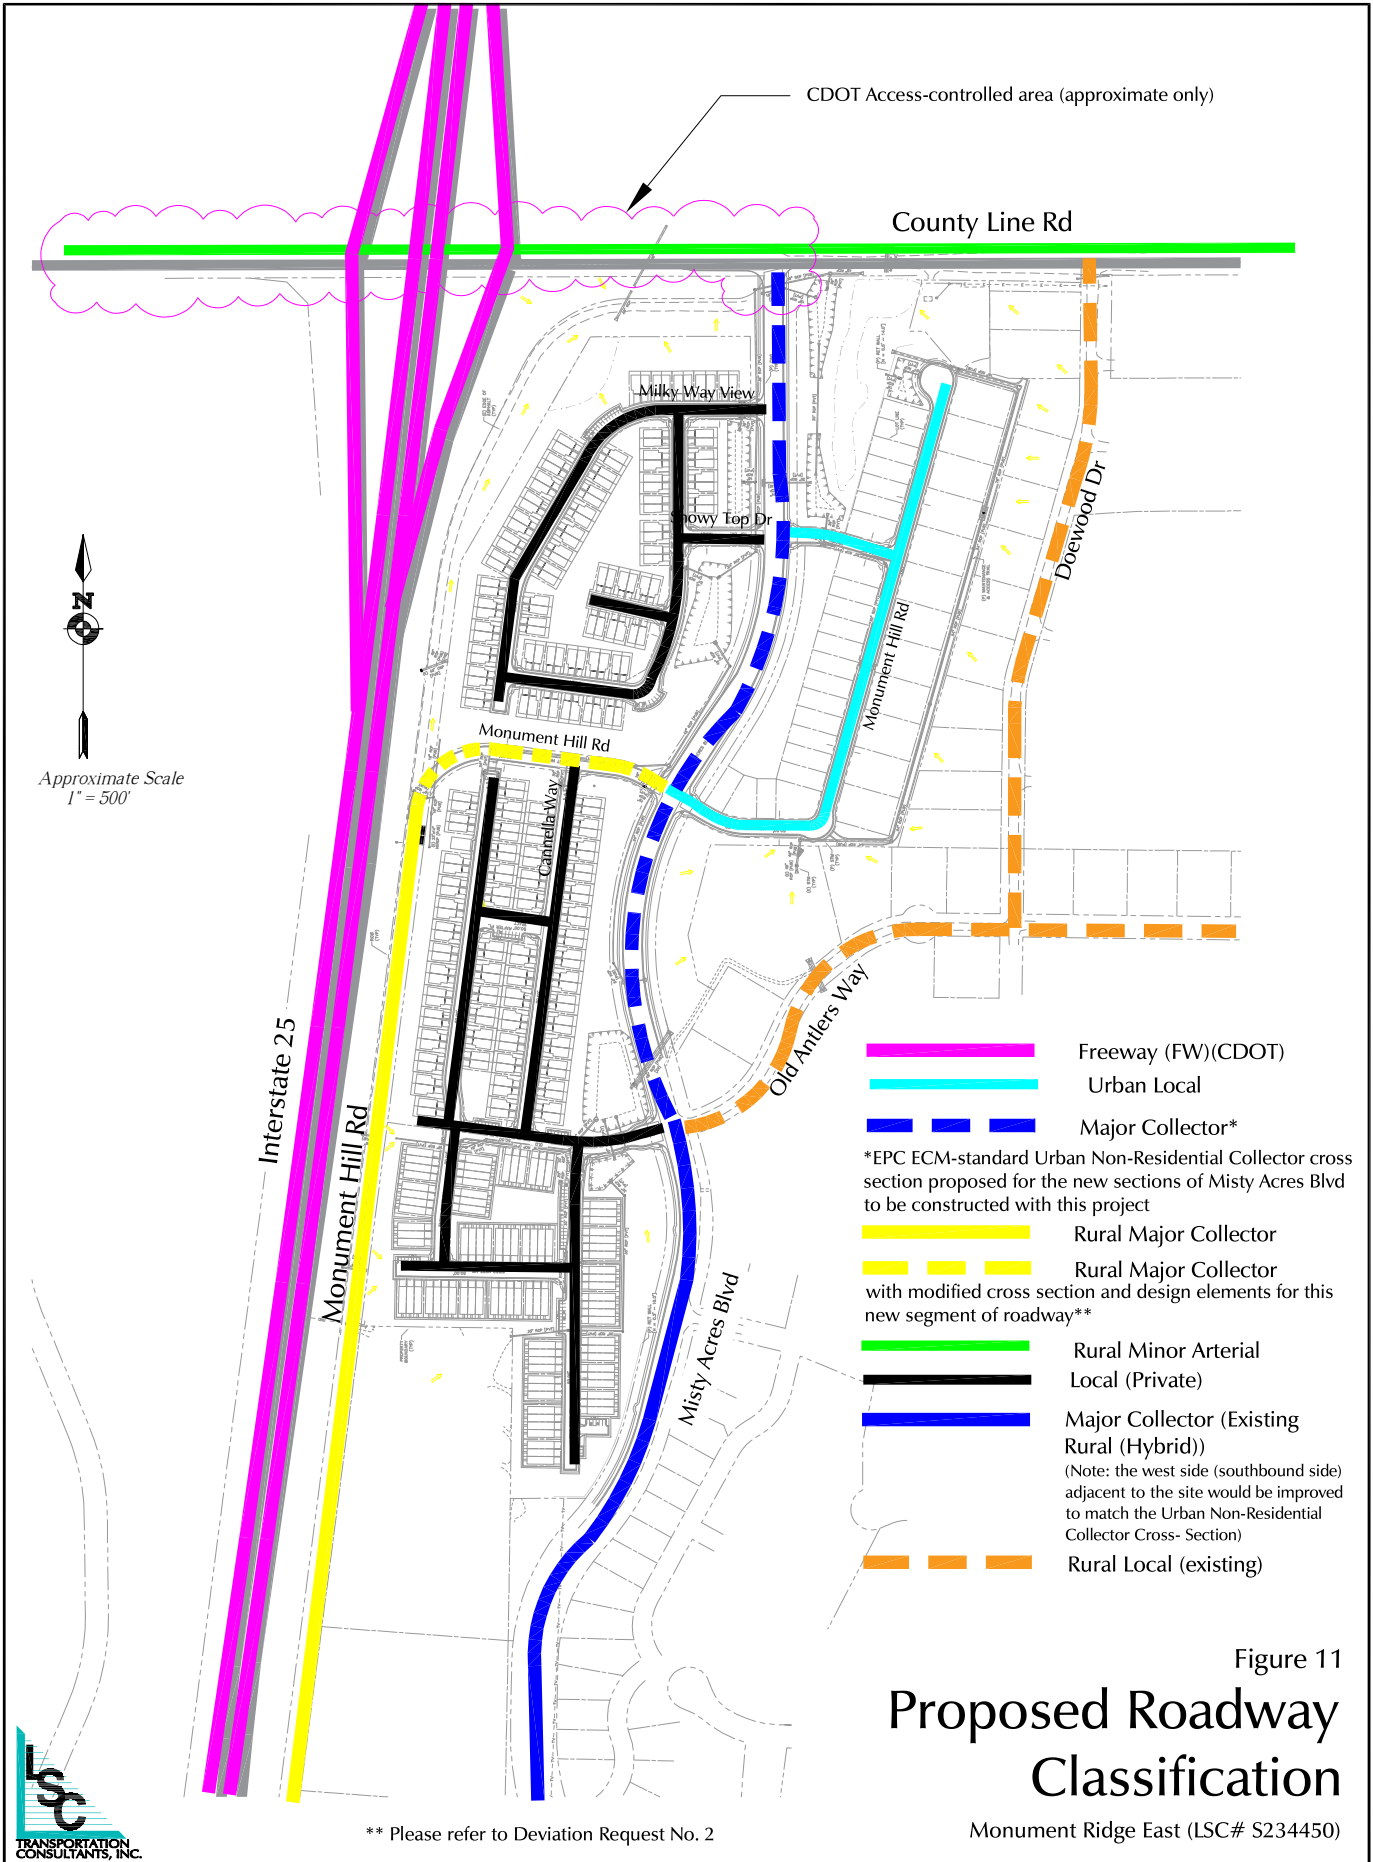 CDOT Access-controlled area (approximate only)
County Line Rd
Milky Way View
Snowy Top Dr
Doewood Dr
Monument Hill Rd
N
Approximate Scale
1" = 500'
Monument Hill Rd
Cannella Way
Old Antlers Way
Interstate 25
Monument Hill Rd
Misty Acres Blvd
Freeway (FW)(CDOT)
Urban Local
Major Collector*
*EPC ECM-standard Urban Non-Residential Collector cross
section proposed for the new sections of Misty Acres Blvd
to be constructed with this project
Rural Major Collector
Rural Major Collector
with modified cross section and design elements for this
new segment of roadway**
Rural Minor Arterial
Local (Private)
Major Collector (Existing
Rural (Hybrid))
(Note: the west side (southbound side)
adjacent to the site would be improved
to match the Urban Non-Residential
Collector Cross- Section)
Rural Local (existing)
Figure 11
Proposed Roadway
Classification
Monument Ridge East (LSC# S234450)
** Please refer to Deviation Request No. 2
LSC
TRANSPORTATION
CONSULTANTS, INC.